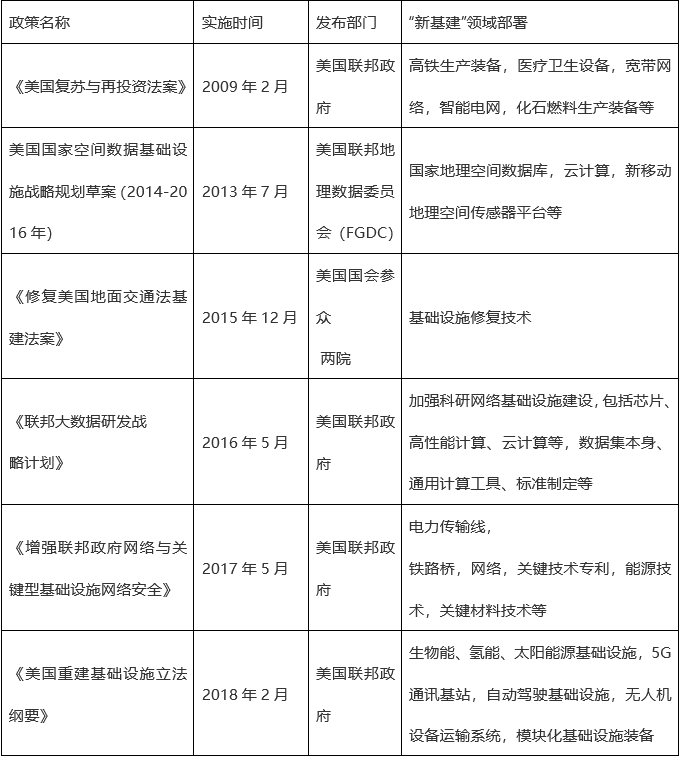 政策名称
实施时间
发布部门
“新基建”领域部署
《美国复苏与再投资法案》
2009 年 2 月
美国联邦政
府
高铁生产装备，医疗卫生设备，宽带网
络，智能电网，化石燃料生产装备等
美国国家空间数据基础设
施战略规划草案 (2014-20
16 年)
2013 年 7 月
美国联邦地
理数据委员
会 (FGDC)
国家地理空间数据库，云计算，新移动
地理空间传感器平台等
《修复美国地面交通法基
建法案》
2015 年 12 月
美国国会参
众
两院
基础设施修复技术
《联邦大数据研发战
略计划》
2016 年 5 月
美国联邦政
府
加强科研网络基础设施建设，包括芯片、
高性能计算、云计算等，数据集本身、
通用计算工具、标准制定等
《增强联邦政府网络与关
键型基础设施网络安全》
2017 年 5 月
美国联邦政
府
电力传输线，
铁路桥，网络，关键技术专利，能源技
术，关键材料技术等
《美国重建基础设施立法
纲要》
2018 年 2 月
美国联邦政
府
生物能、氢能、太阳能源基础设施，5G
通讯基站，自动驾驶基础设施，无人机
设备运输系统，模块化基础设施装备